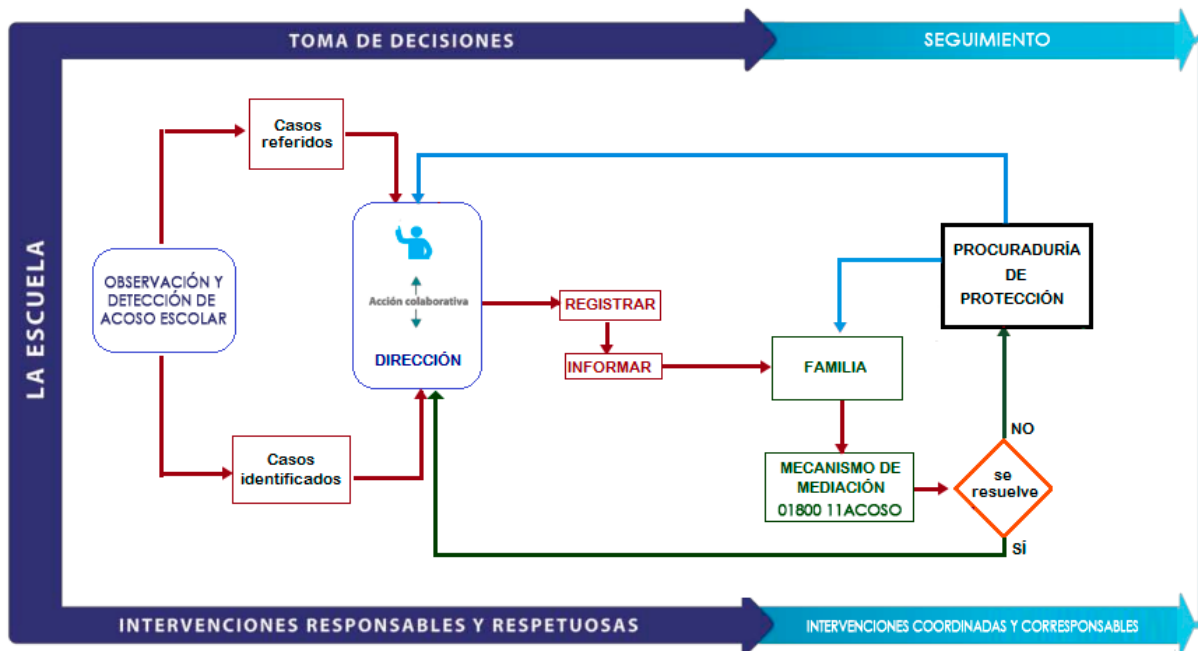 TOMA DE DECISIONES
SEGUIMIENTO
LA ESCUELA
Casos
referidos
OBSERVACIÓN Y
DETECCIÓN DE
ACOSO ESCOLAR
Acción colaborativa
DIRECCIÓN
Casos
identificados
REGISTRAR
INFORMAR
PROCURADURÍA
DE
PROTECCIÓN
FAMILIA
MECANISMO DE
MEDIACIÓN
01800 11ACOSO
NO
se
resuelve
SÍ
INTERVENCIONES RESPONSABLES Y RESPETUOSAS
INTERVENCIONES COORDINADAS Y CORRESPONSABLES